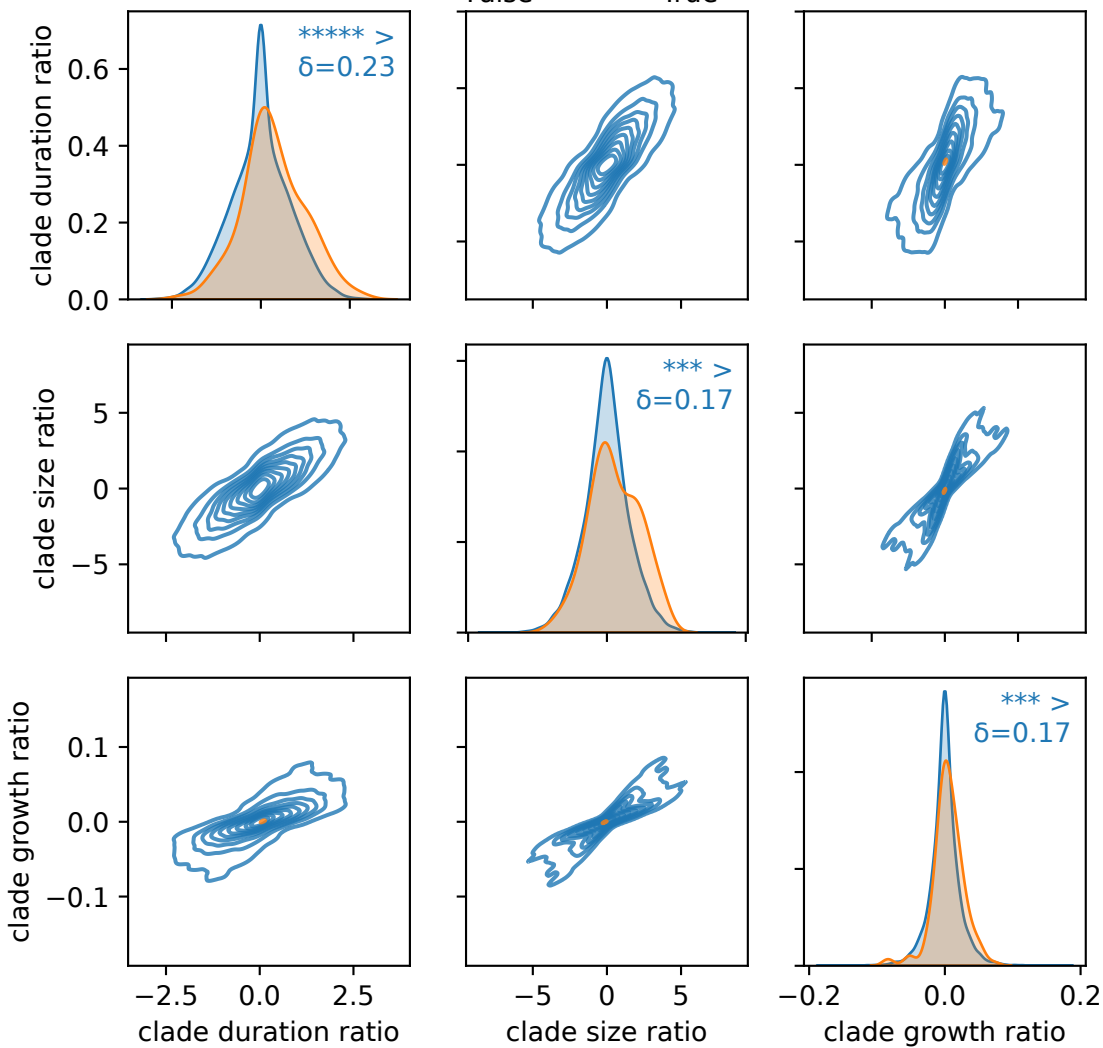 clade duration ratio
0.6
0.4
0.2
0.0
***** >
δ=0.23
clade size ratio
5
0
−5
*** >
δ=0.17
clade growth ratio
0.1
0.0
−0.1
*** >
δ=0.17
−2.5 0.0 2.5
−5 0 5
−0.2 0.0 0.2
clade duration ratio
clade size ratio
clade growth ratio